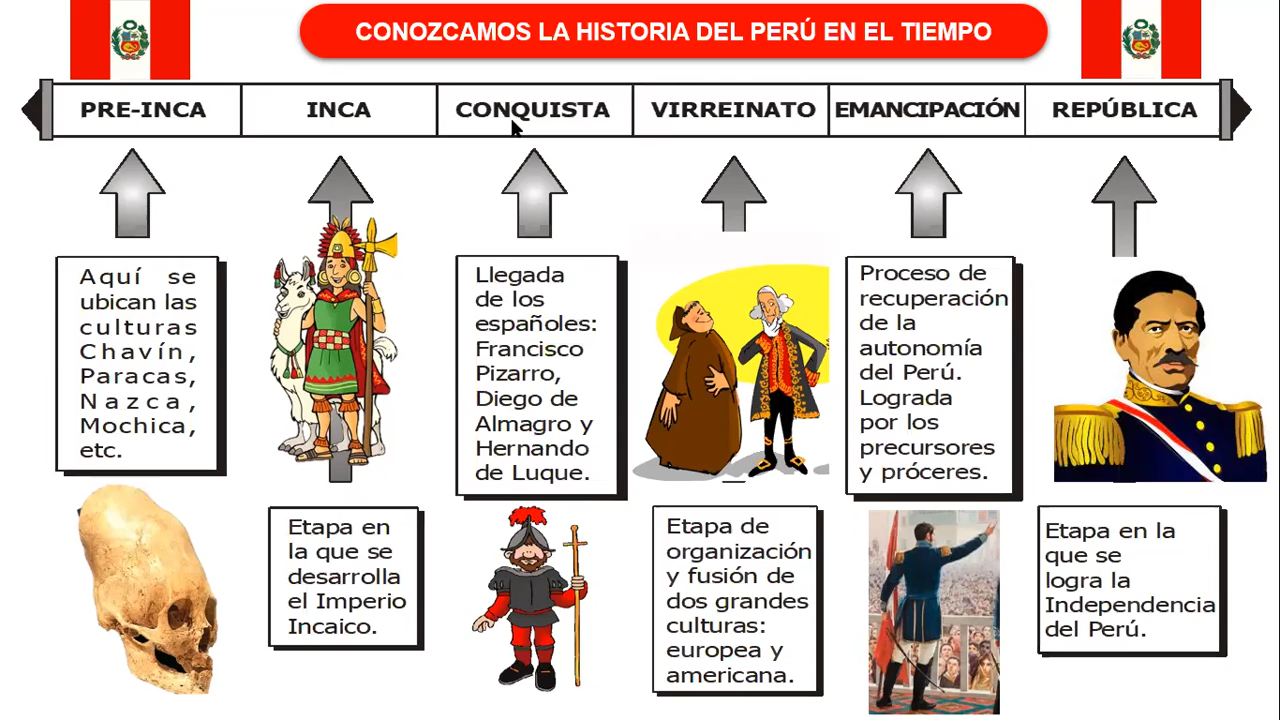 CONOZCAMOS LA HISTORIA DEL PERÚ EN EL TIEMPO
PRE-INCA
INCA
CONQUISTA
VIRREINATO
EMANCIPACIÓN
REPÚBLICA
Aquí se
ubican las
culturas
Chavín,
Paracas,
Nazca,
Mochica,
etc.
Etapa en
la que se
desarrolla
el Imperio
Incaico.
Llegada
de los
españoles:
Francisco
Pizarro,
Diego de
Almagro y
Hernando
de Luque.
Etapa de
organización
y fusión de
dos grandes
culturas:
europea y
americana.
Proceso de
recuperación
de la
autonomía
del Perú.
Lograda
por los
precursores
y próceres.
Etapa en la
que se
logra la
Independencia
del Perú.